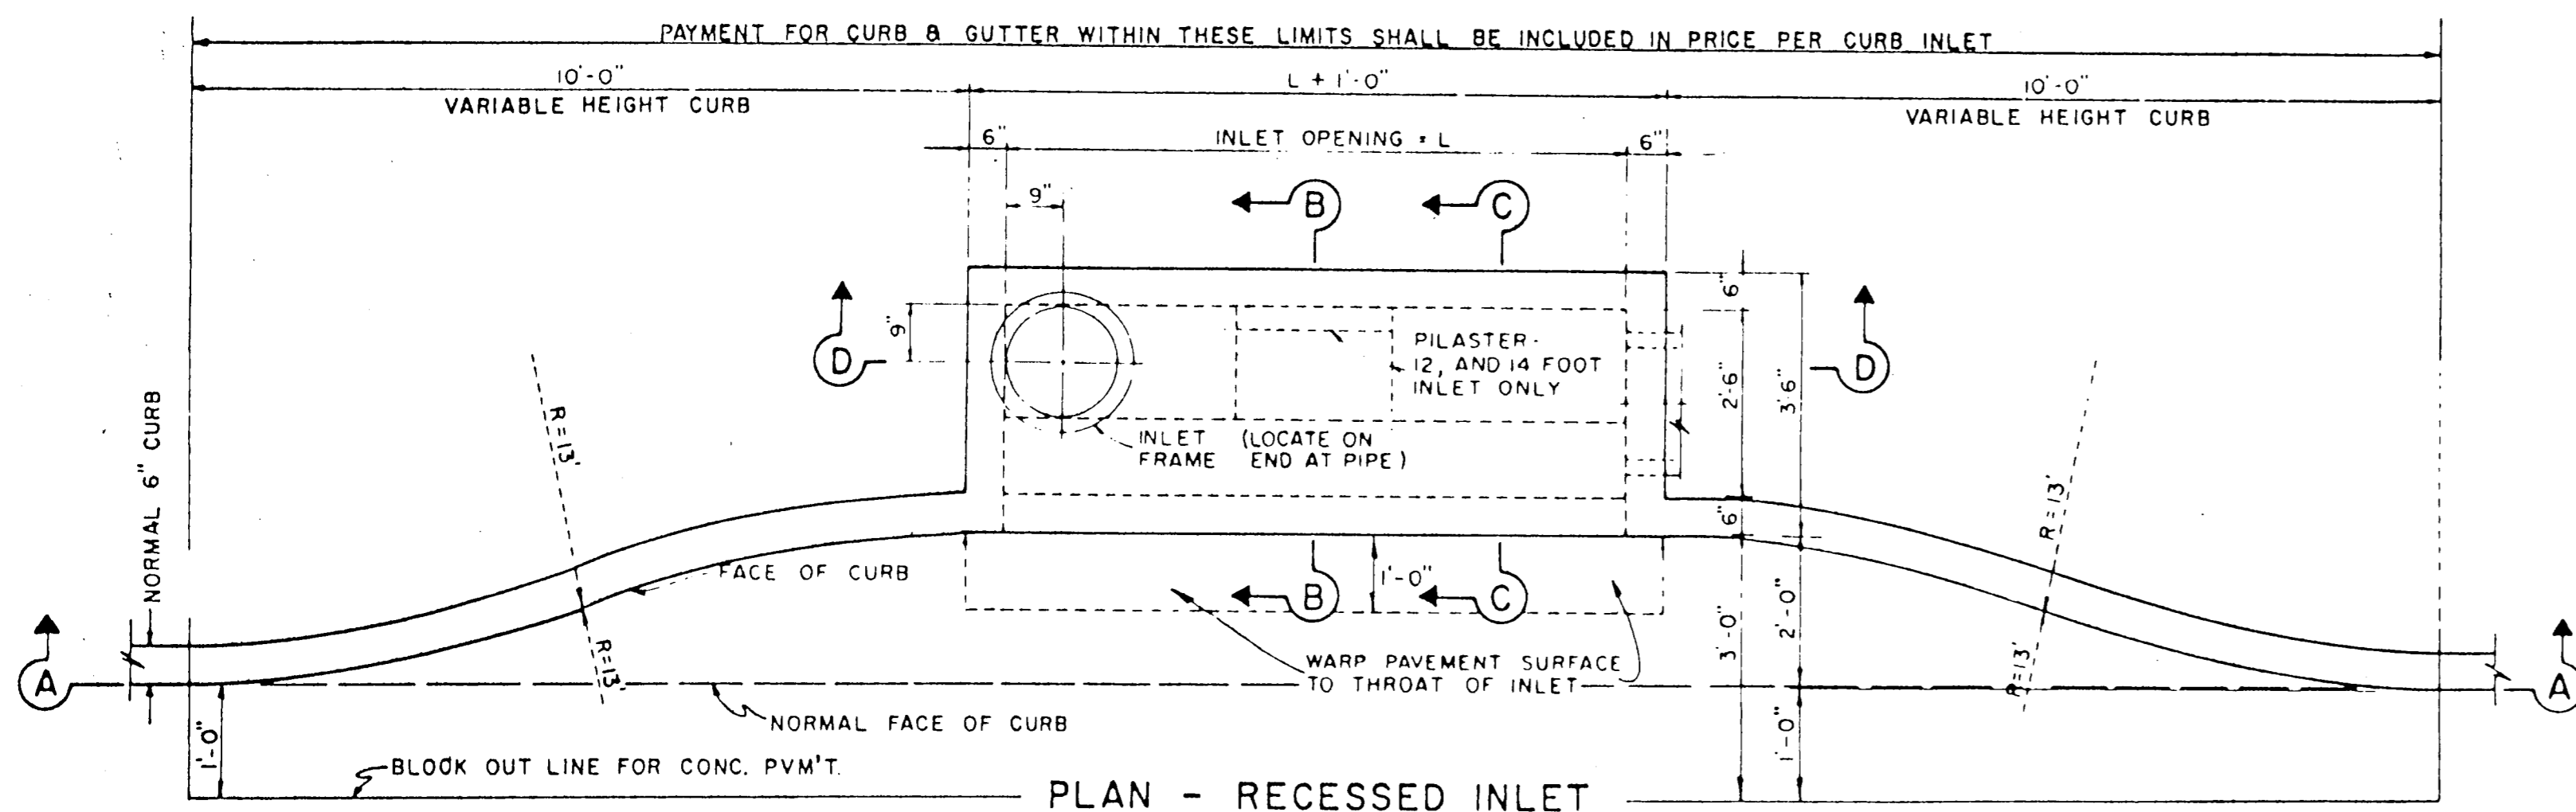 PAYMENT FOR CURB & GUTTER WITHIN THESE LIMITS SHALL BE INCLUDED IN PRICE PER CURB INLET
10'-0"
L + 1'-0"
10'-0"
VARIABLE HEIGHT CURB
VARIABLE HEIGHT CURB
6"
INLET OPENING = L
6"
9"
B
C
D
9"
6"
D
PILASTER -
12, AND 14 FOOT
INLET ONLY
2'-6"
3'-6"
NORMAL 6" CURB
R=13'
INLET (LOCATE ON
FRAME END AT PIPE)
R=13'
6"
FACE OF CURB
1'-0"
B
C
R=13'
3'-0"
2'-0"
R=13'
WARP PAVEMENT SURFACE
TO THROAT OF INLET
A
A
NORMAL FACE OF CURB
1'-0"
1'-0"
BLOCK OUT LINE FOR CONC. PVM'T.
PLAN - RECESSED INLET